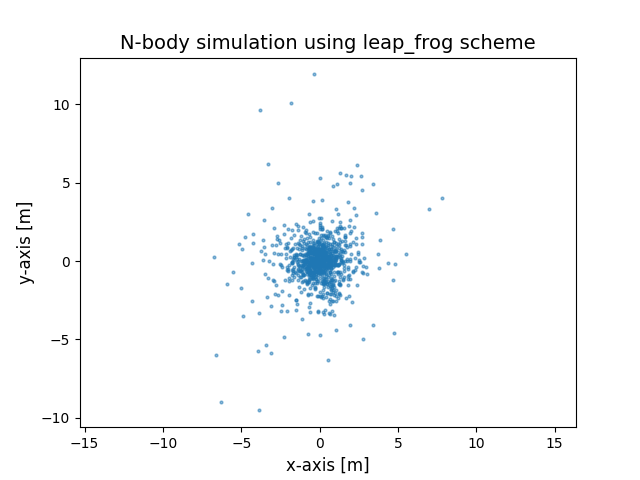 N-body simulation using leap_frog scheme
10
5
0
−5
−10
y-axis [m]
−15 −10 −5 0 5 10 15
x-axis [m]